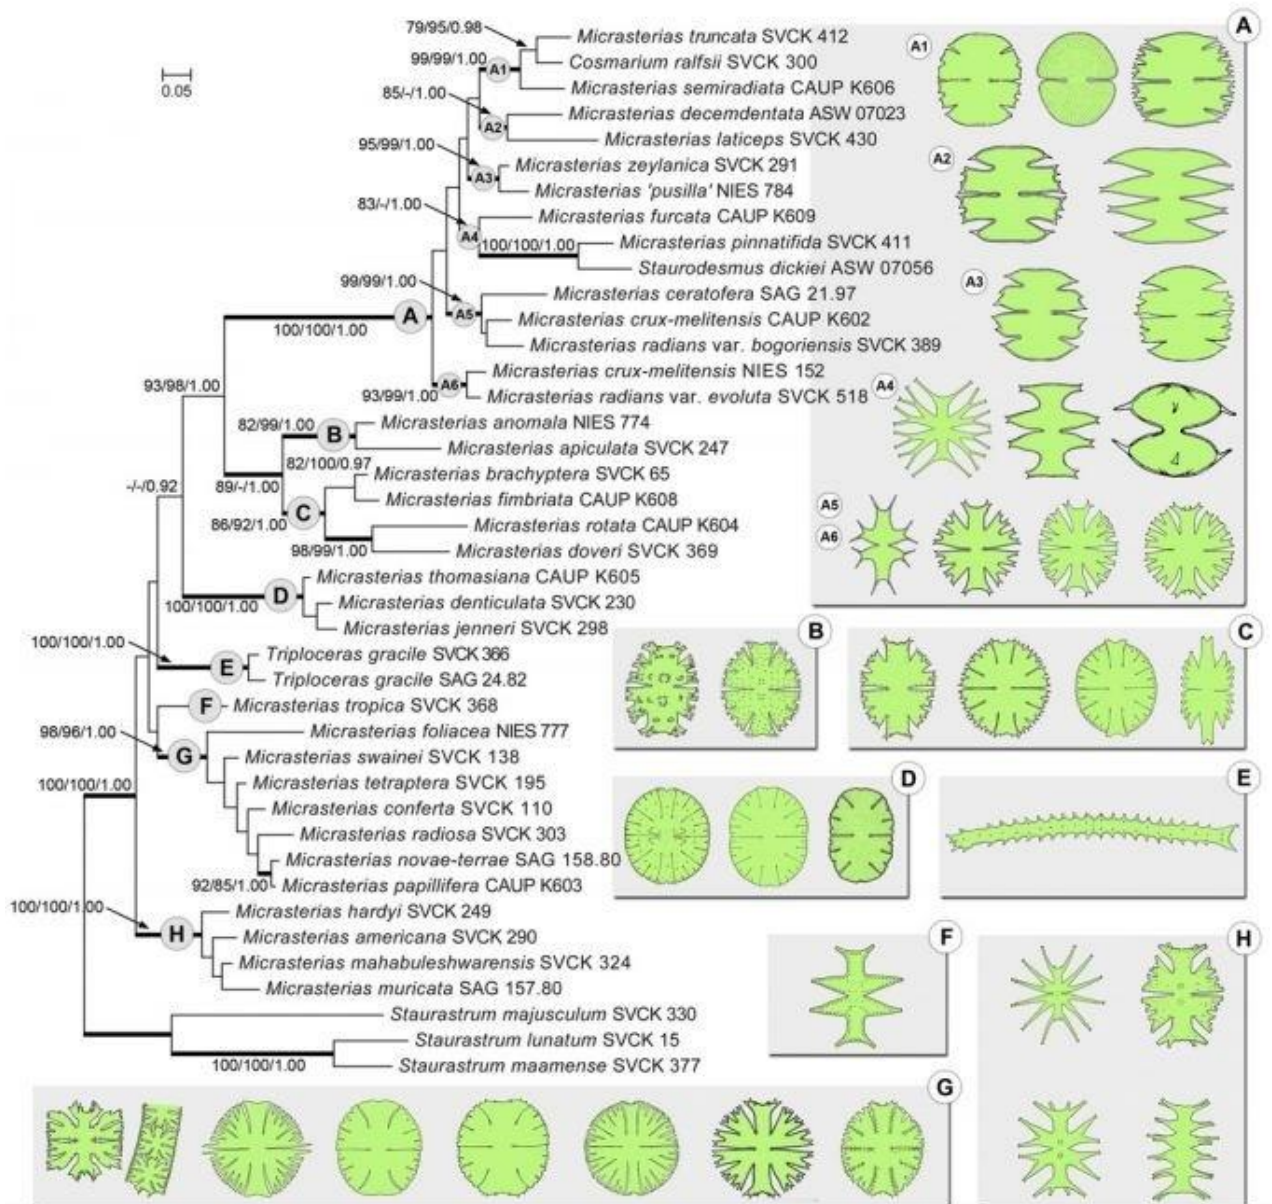 79/95/0.98
Micrasterias truncata SVCK 412
A
99/99/1.00
A1
Cosmarium ralfsii SVCK 300
A1
0.05
Micrasterias semiradiata CAUP K606
85/-/1.00
A2
Micrasterias decemdentata ASW 07023
Micrasterias laticeps SVCK 430
95/99/1.00
A3
Micrasterias zeylanica SVCK 291
A2
Micrasterias 'pusilla' NIES 784
83/-/1.00
A4
Micrasterias furcata CAUP K609
100/100/1.00
Micrasterias pinnatifida SVCK 411
Staurodesmus dickiei ASW 07056
99/99/1.00
A5
Micrasterias ceratofera SAG 21.97
A3
A
100/100/1.00
Micrasterias crux-melitensis CAUP K602
Micrasterias radians var. bogoriensis SVCK 389
A6
93/99/1.00
Micrasterias crux-melitensis NIES 152
Micrasterias radians var. evoluta SVCK 518
A4
93/98/1.00
82/99/1.00
B
Micrasterias anomala NIES 774
Micrasterias apiculata SVCK 247
82/100/0.97
Micrasterias brachyptera SVCK 65
89/-/1.00
-/-/0.92
Micrasterias fimbriata CAUP K608
A5
86/92/1.00
C
Micrasterias rotata CAUP K604
A6
98/99/1.00
Micrasterias doveri SVCK 369
Micrasterias thomasiana CAUP K605
D
100/100/1.00
Micrasterias denticulata SVCK 230
Micrasterias jenneri SVCK 298
B
C
100/100/1.00
E
Triploceras gracile SVCK 366
Triploceras gracile SAG 24.82
F
Micrasterias tropica SVCK 368
98/96/1.00
G
Micrasterias foliacea NIES 777
Micrasterias swainei SVCK 138
100/100/1.00
Micrasterias tetraptera SVCK 195
D
E
Micrasterias conferta SVCK 110
Micrasterias radiosa SVCK 303
Micrasterias novae-terrae SAG 158.80
92/85/1.00
Micrasterias papillifera CAUP K603
100/100/1.00
H
Micrasterias hardyi SVCK 249
Micrasterias americana SVCK 290
F
H
Micrasterias mahabuleshwarensis SVCK 324
Micrasterias muricata SAG 157.80
Staurastrum majusculum SVCK 330
Staurastrum lunatum SVCK 15
100/100/1.00
Staurastrum maamense SVCK 377
G